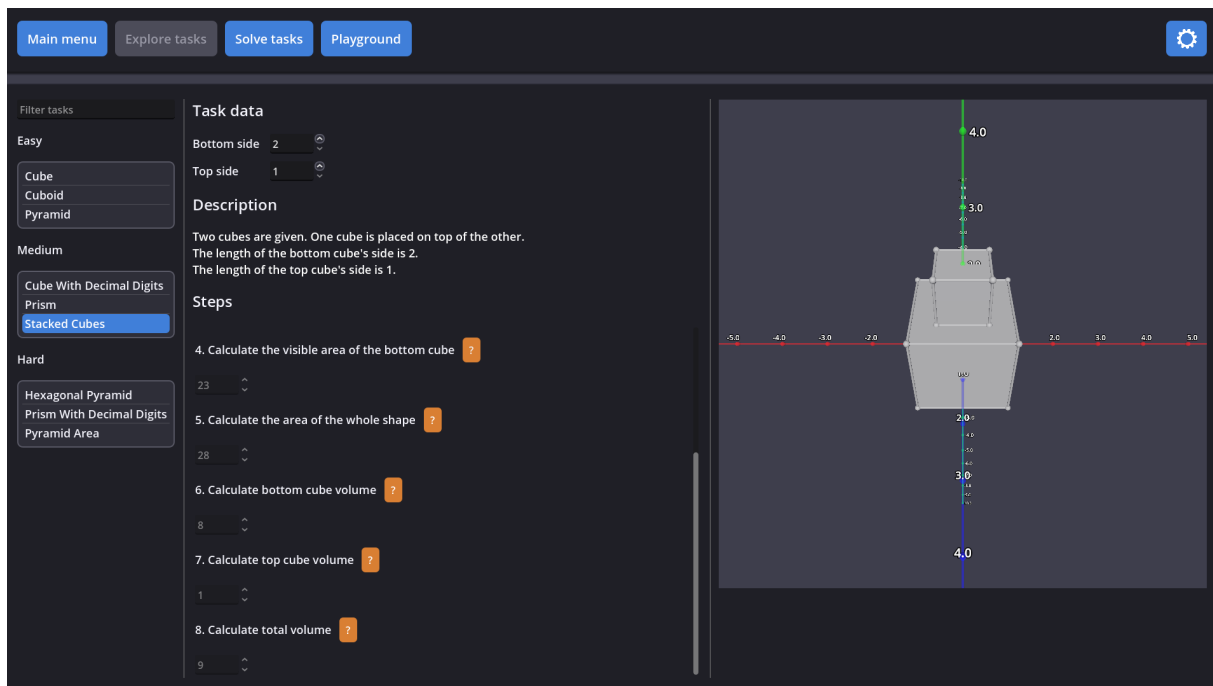 Main menu
Explore tasks
Solve tasks
Playground
Filter tasks
Easy
Cube
Cuboid
Pyramid
Medium
Cube With Decimal Digits
Prism
Stacked Cubes
Hard
Hexagonal Pyramid
Prism With Decimal Digits
Pyramid Area
Task data
Bottom side 2
Top side 1
Description
Two cubes are given. One cube is placed on top of the other.
The length of the bottom cube's side is 2.
The length of the top cube's side is 1.
Steps
4. Calculate the visible area of the bottom cube ?
23
5. Calculate the area of the whole shape ?
28
6. Calculate bottom cube volume ?
8
7. Calculate top cube volume ?
1
8. Calculate total volume ?
9
4.0
3.0
-5.0 -4.0 -3.0 -2.0 2.0 3.0 4.0 5.0
1.0
2.0
3.0
4.0